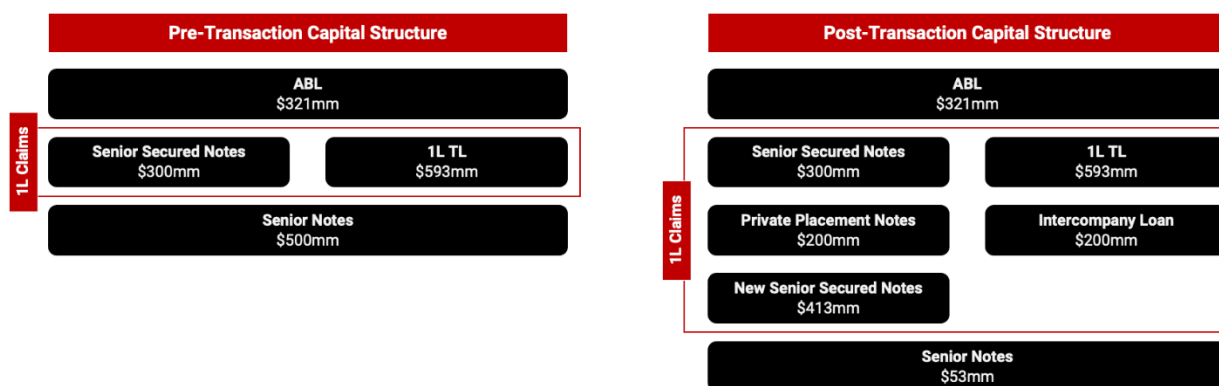 Pre-Transaction Capital Structure
ABL
$321mm
1L Claims
Senior Secured Notes
$300mm
1L TL
$593mm
Senior Notes
$500mm
Post-Transaction Capital Structure
ABL
$321mm
1L Claims
Senior Secured Notes
$300mm
1L TL
$593mm
Private Placement Notes
$200mm
Intercompany Loan
$200mm
New Senior Secured Notes
$413mm
Senior Notes
$53mm